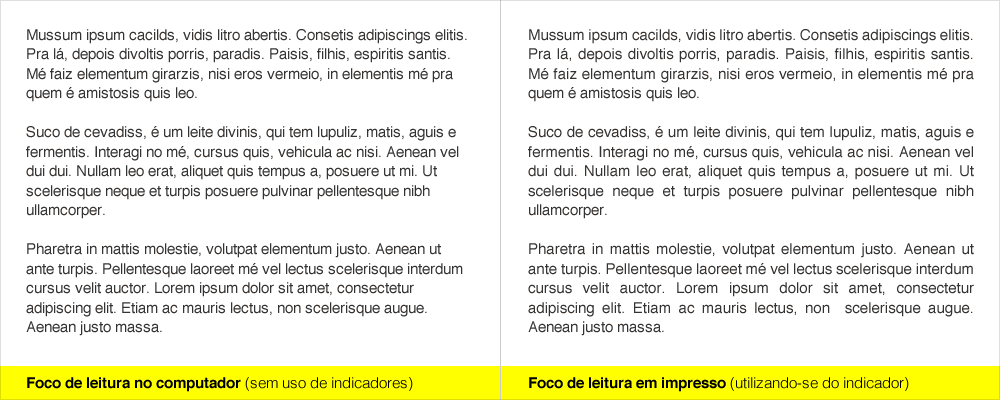 Mussum ipsum cacilds, vidis litro abertis. Consetis adipiscings elitis.
Pra lá, depois divoltis porris, paradis. Paisis, filhis, espiritis santis.
Mé faiz elementum girarzis, nisi eros vermeio, in elementis mé pra
quem é amistosis quis leo.
Suco de cevadiss, é um leite divinis, qui tem lupuliz, matis, aguis e
fermentis. Interagi no mé, cursus quis, vehicula ac nisi. Aenean vel
dui dui. Nullam leo erat, aliquet quis tempus a, posuere ut mi. Ut
scelerisque neque et turpis posuere pulvinar pellentesque nibh
ullamcorper.
Pharetra in mattis molestie, volutpat elementum justo. Aenean ut
ante turpis. Pellentesque laoreet mé vel lectus scelerisque interdum
cursus velit auctor. Lorem ipsum dolor sit amet, consectetur
adipiscing elit. Etiam ac mauris lectus, non scelerisque augue.
Aenean justo massa.
Foco de leitura no computador (sem uso de indicadores)
Mussum ipsum cacilds, vidis litro abertis. Consetis adipiscings elitis.
Pra lá, depois divoltis porris, paradis. Paisis, filhis, espiritis santis.
Mé faiz elementum girarzis, nisi eros vermeio, in elementis mé pra
quem é amistosis quis leo.
Suco de cevadiss, é um leite divinis, qui tem lupuliz, matis, aguis e
fermentis. Interagi no mé, cursus quis, vehicula ac nisi. Aenean vel
dui dui. Nullam leo erat, aliquet quis tempus a, posuere ut mi. Ut
scelerisque neque et turpis posuere pulvinar pellentesque nibh
ullamcorper.
Pharetra in mattis molestie, volutpat elementum justo. Aenean ut
ante turpis. Pellentesque laoreet mé vel lectus scelerisque interdum
cursus velit auctor. Lorem ipsum dolor sit amet, consectetur
adipiscing elit. Etiam ac mauris lectus, non scelerisque augue.
Aenean justo massa.
Foco de leitura em impresso (utilizando-se do indicador)